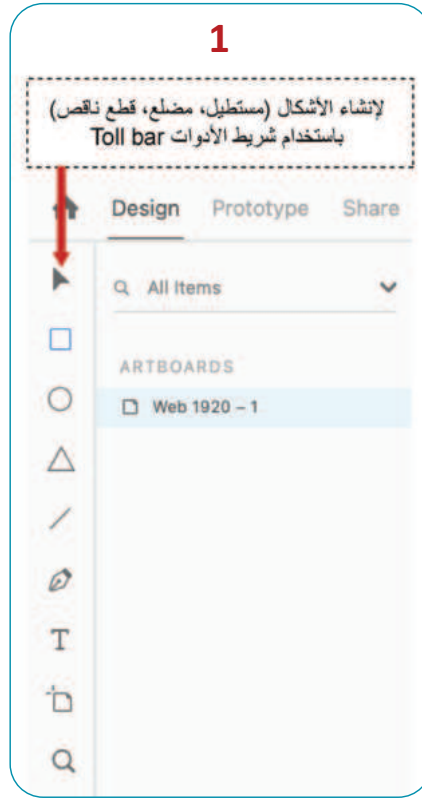 1
لإنشاء الأشكال (مستطيل، مضلع، قطع ناقص)
باستخدام شريط الأدوات Toll bar
Design Prototype Share
All Items
ARTBOARDS
Web 1920 – 1
T